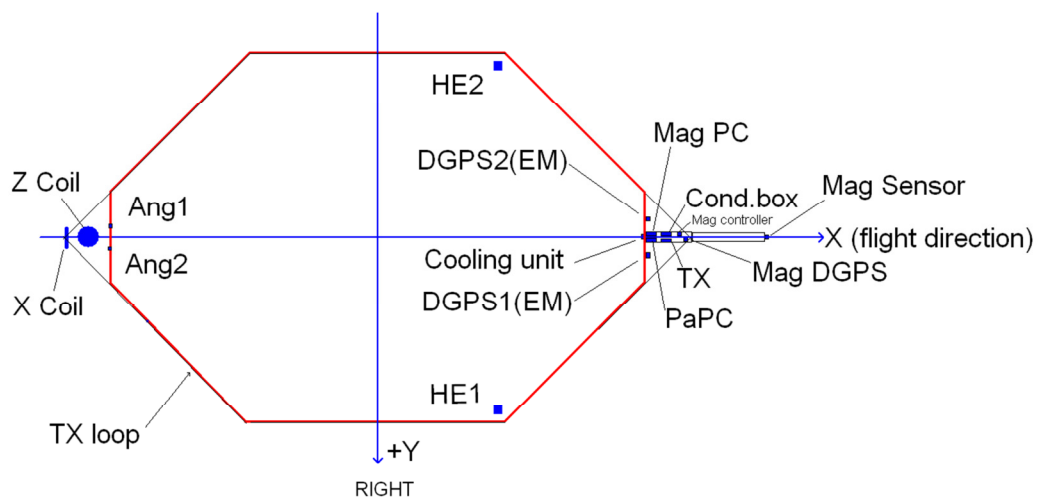 HE2
Mag PC
DGPS2(EM)
Z Coil
Ang1
Cond.box
Mag Sensor
Mag controller
X (flight direction)
Ang2
Cooling unit
TX
Mag DGPS
X Coil
DGPS1(EM)
PaPC
HE1
TX loop
+Y
RIGHT